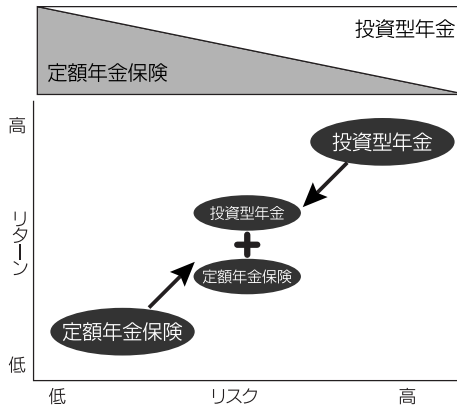 投資型年金
定額年金保険
高
投資型年金
投資型年金
+
定額年金保険
リターン
定額年金保険
低
低
リスク
高